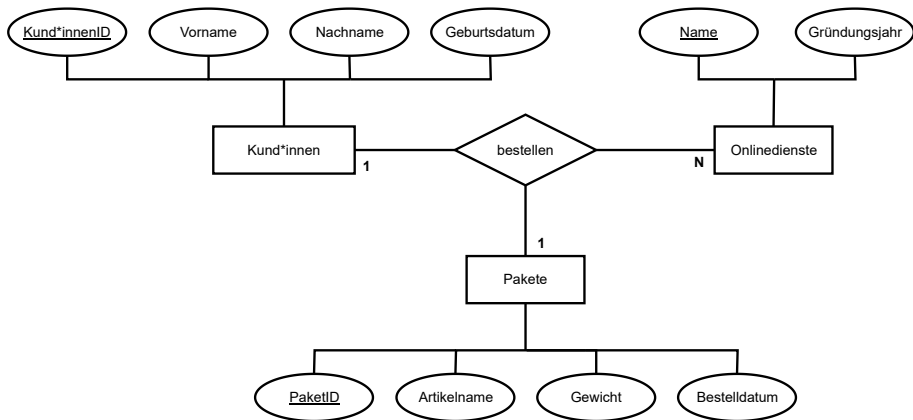 Kund*innenID
Vorname
Nachname
Geburtsdatum
Name
Gründungsjahr
Kund*innen
bestellen
Onlinedienste
1
N
1
Pakete
PaketID
Artikelname
Gewicht
Bestelldatum